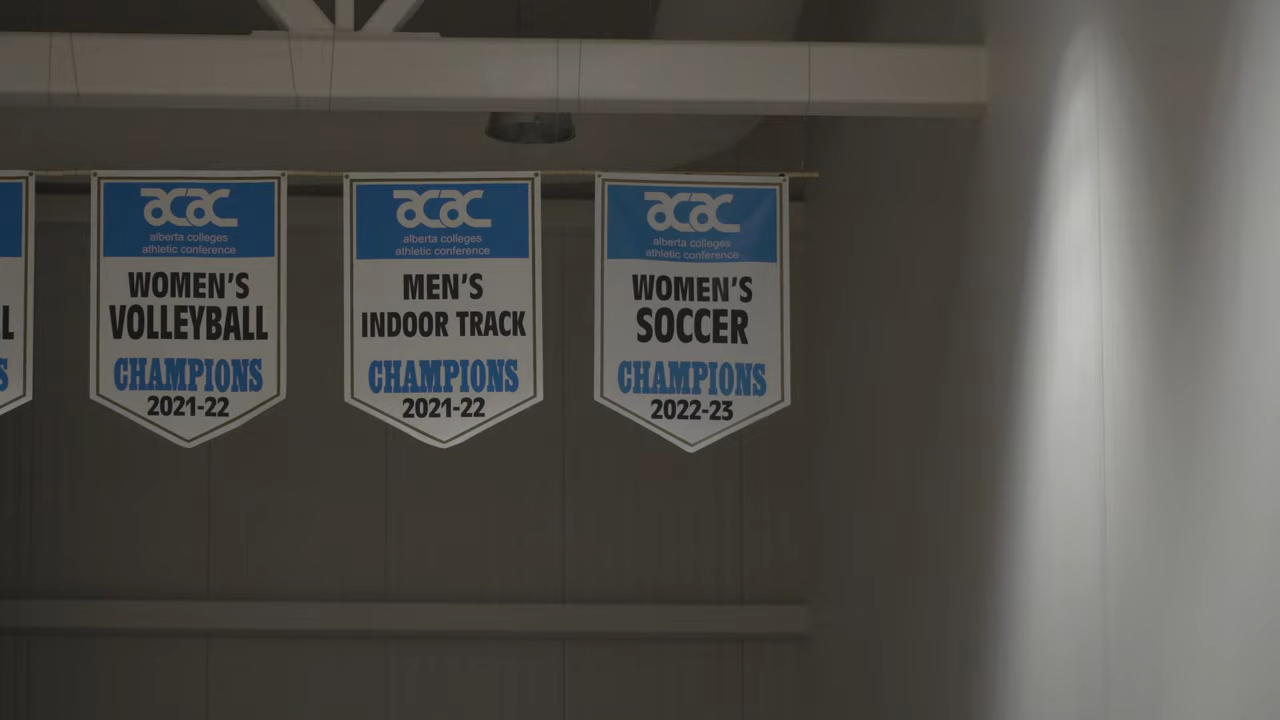 acac
alberta colleges
athletic conference
WOMEN'S
VOLLEYBALL
CHAMPIONS
2021-22
acac
alberta colleges
athletic conference
MEN'S
INDOOR TRACK
CHAMPIONS
2021-22
acac
alberta colleges
athletic conference
WOMEN'S
SOCCER
CHAMPIONS
2022-23